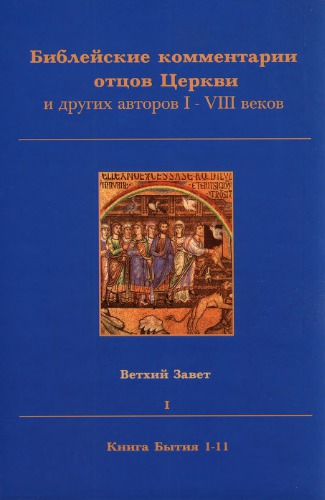 Библейские комментарии
отцов Церкви
и других авторов I - VIII веков
Ветхий Завет
I
Книга Бытия 1-11